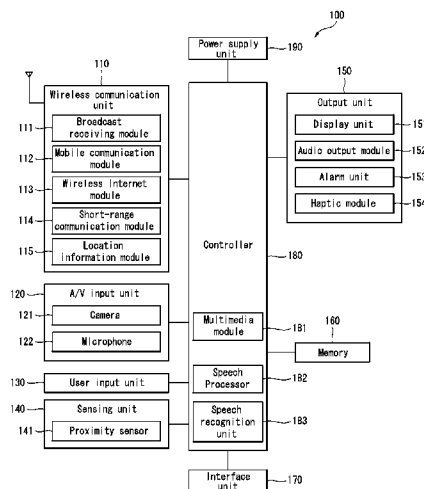 100
Power supply
unit
190
110
Wireless communication
unit
111
Broadcast
receiving module
112
Mobile communication
module
113
Wireless Internet
module
114
Short-range
communication module
115
Location
information module
120
A/V input unit
121
Camera
122
Microphone
130
User input unit
140
Sensing unit
141
Proximity sensor
Controller
180
Multimedia
module
181
Speech
Processor
182
Speech
recognition
unit
183
150
Output unit
Display unit
151
Audio output module
152
Alarm unit
153
Haptic module
154
160
Memory
Interface
unit
170